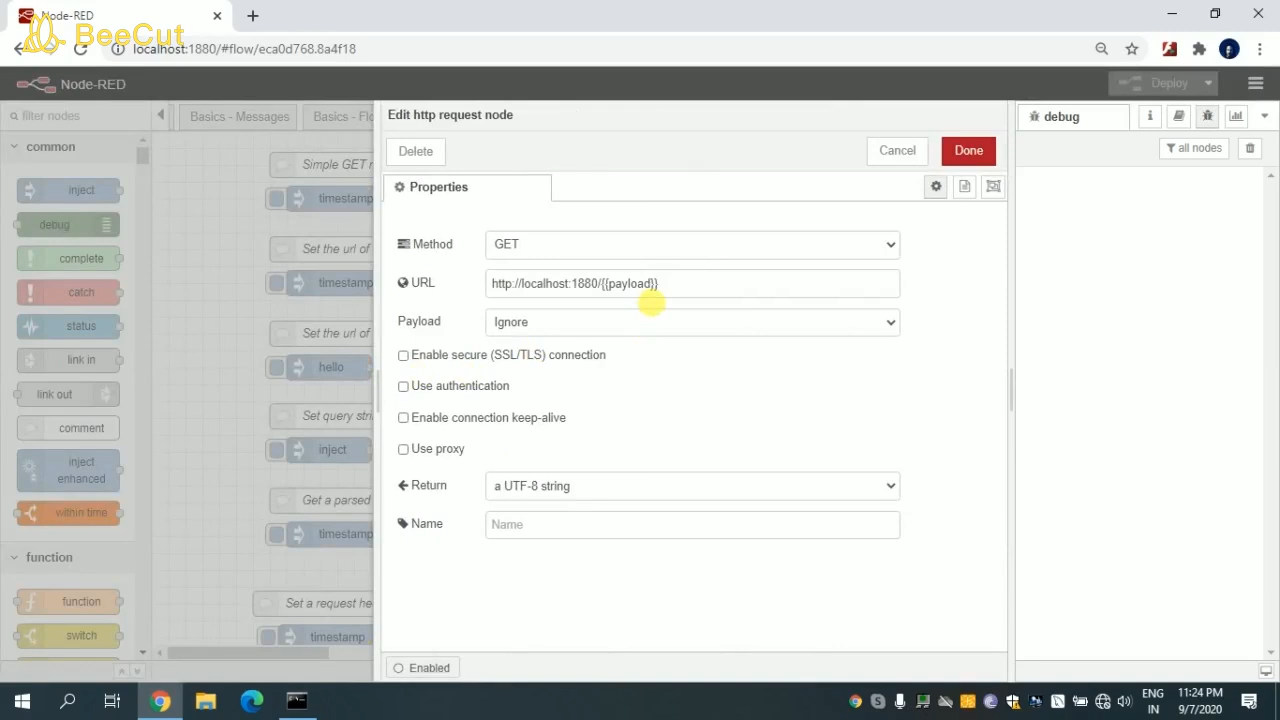 Node-RED
BeeCut
localhost:1880/#flow/eca0d768.8a4f18
Node-RED
Deploy
filter nodes
Basics - Messages
Basics - Flo
Edit http request node
debug
Delete
Cancel
Done
all nodes
common
Properties
Simple GET r
inject
timestamp
debug
Set the url of
Method
GET
complete
timestamp
URL
http://localhost:1880/{{payload}}
catch
status
Set the url of
Payload
Ignore
link in
hello
Enable secure (SSL/TLS) connection
link out
Use authentication
comment
Set query stri
Enable connection keep-alive
inject
enhanced
inject
Use proxy
within time
Get a parsed
Return
a UTF-8 string
timestamp
Name
Name
function
function
Set a request he
switch
timestamp
Enabled
ENG
IN
11:24 PM
9/7/2020